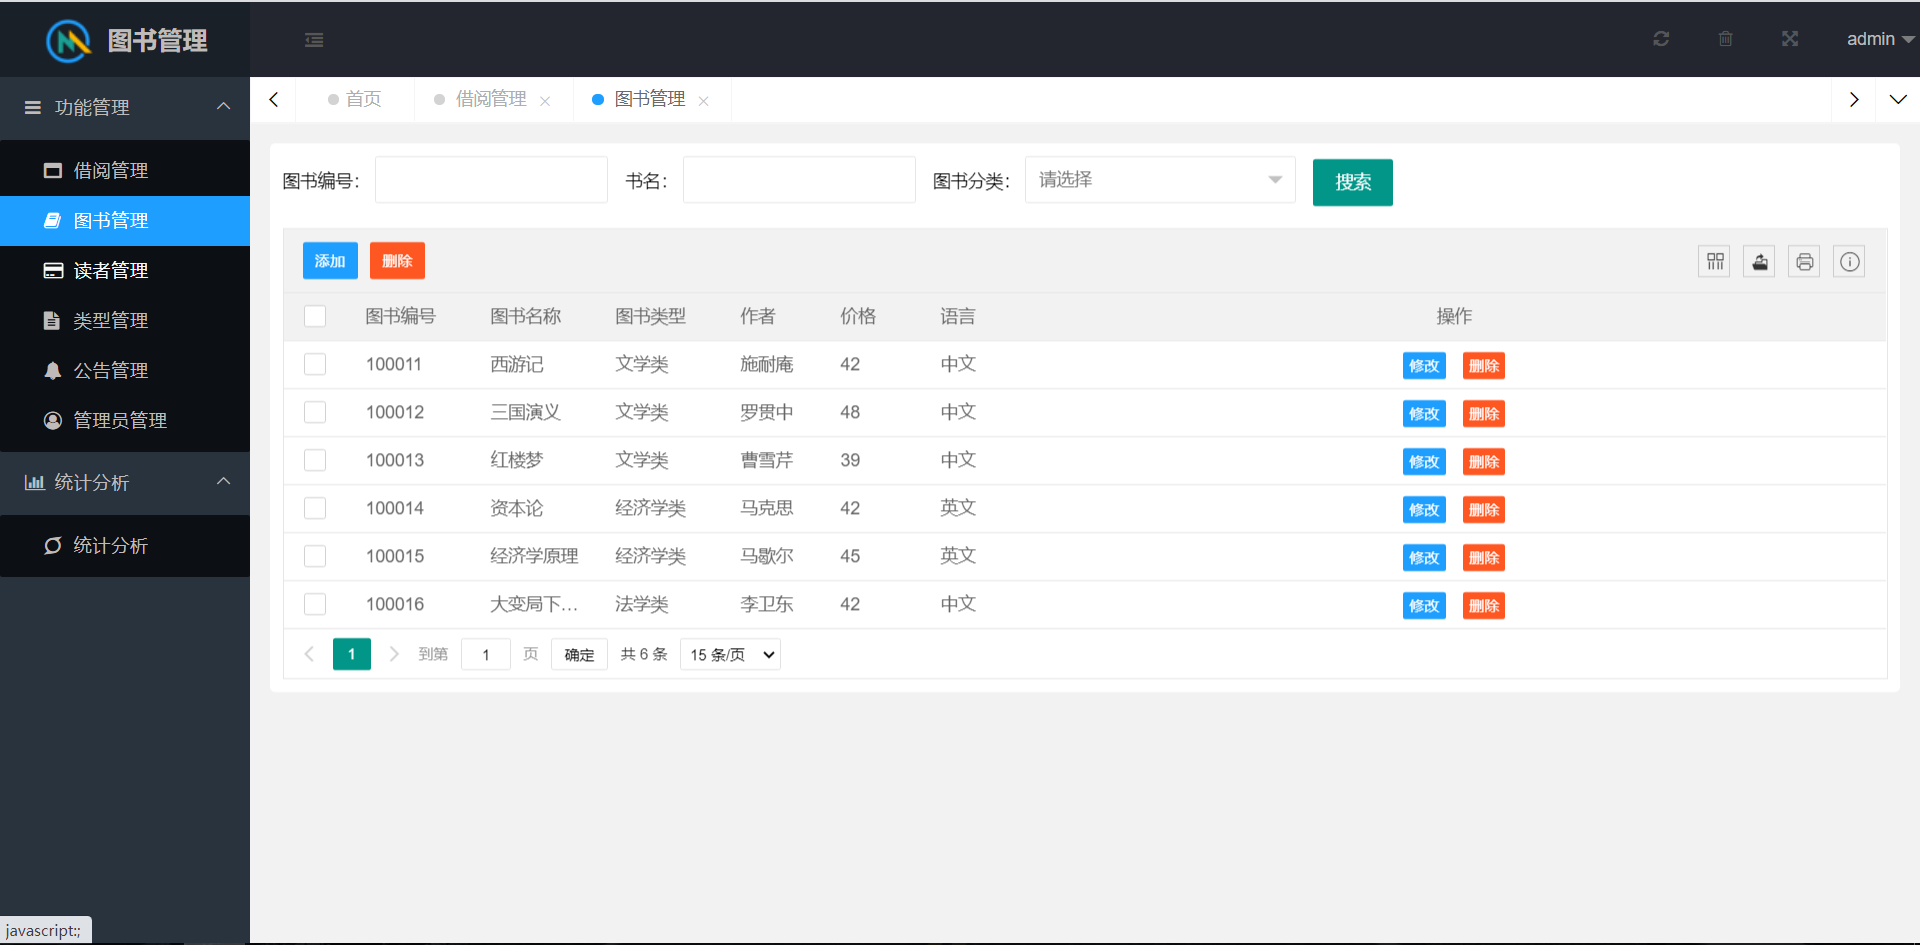 图书管理
admin
功能管理
借阅管理
图书管理
读者管理
类型管理
公告管理
管理员管理
统计分析
统计分析
首页 借阅管理 图书管理
图书编号: 书名: 图书分类: 请选择 搜索
添加 删除
图书编号 图书名称 图书类型 作者 价格 语言 操作
100011 西游记 文学类 施耐庵 42 中文 修改 删除
100012 三国演义 文学类 罗贯中 48 中文 修改 删除
100013 红楼梦 文学类 曹雪芹 39 中文 修改 删除
100014 资本论 经济学类 马克思 42 英文 修改 删除
100015 经济学原理 经济学类 马歇尔 45 英文 修改 删除
100016 大变局下... 法学类 李卫东 42 中文 修改 删除
1 到第 1 页 确定 共 6 条 15 条/页
javascript:;